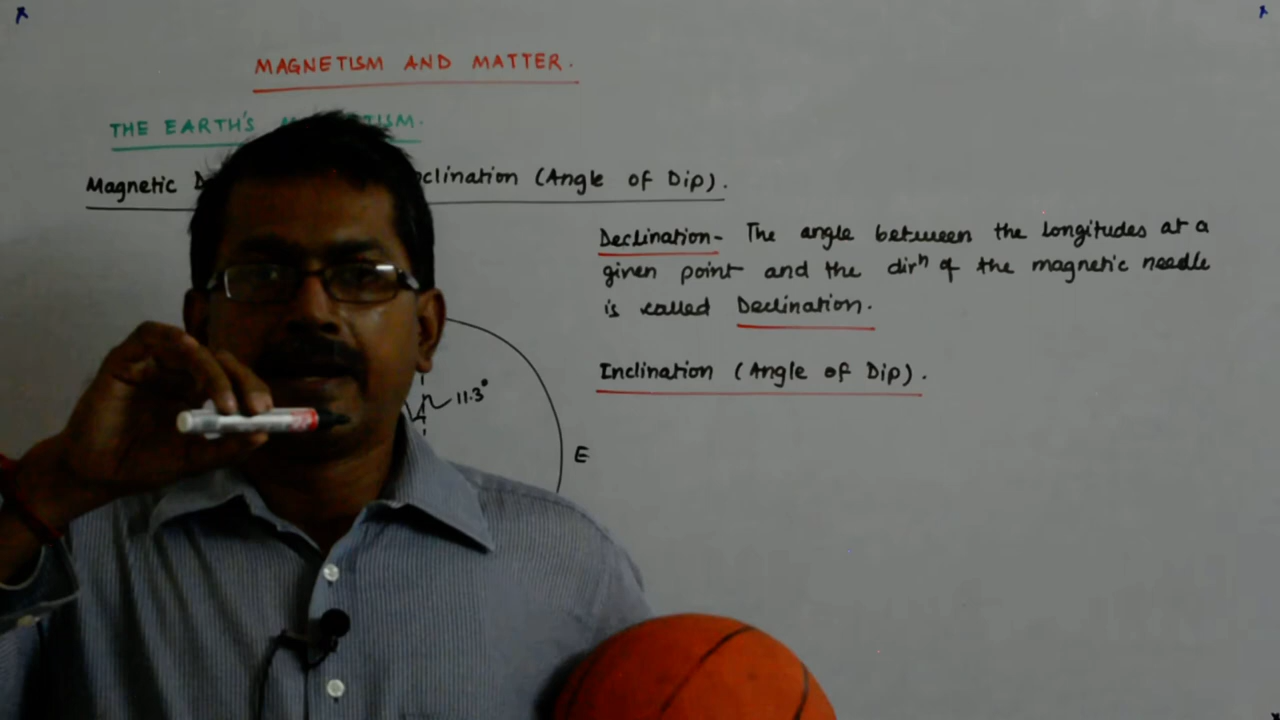 MAGNETISM AND MATTER.
THE EARTH'S
Magnetic (Angle of Dip).
Declination- The angle between the longitudes at a
given point and the dirⁿ of the magnetic needle
is called Declination.
Inclination (Angle of Dip).
11.3°
E